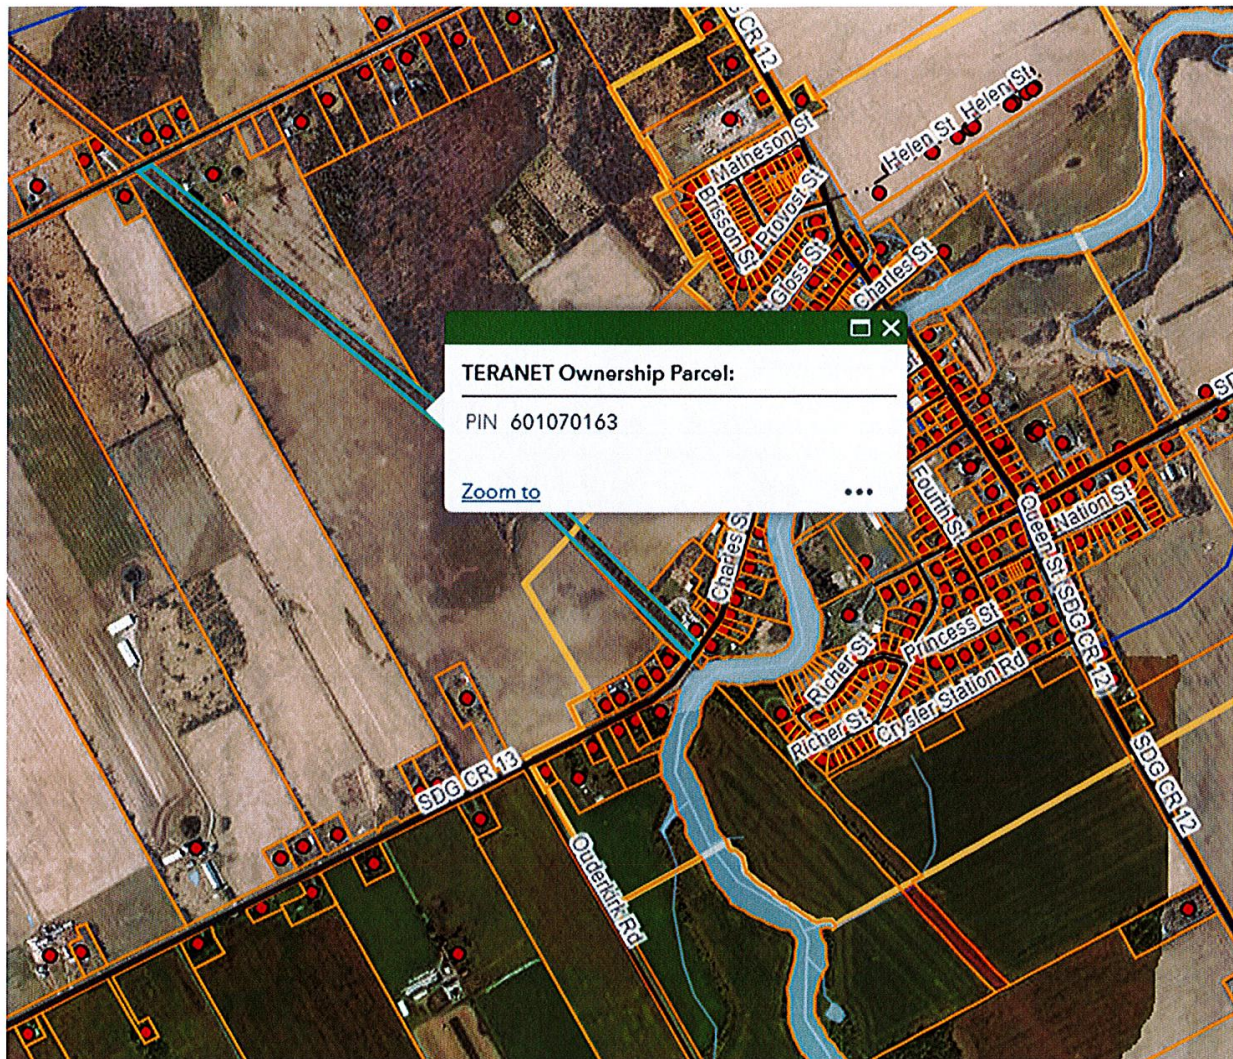 CR 12
Helen St
Helen St
Matheson St
Brisson St
Provost St
Gloss St
Charles St
TERANET Ownership Parcel:
PIN 601070163
Zoom to
•••
Fourth St
Queen St
Nation St
SDG CR 12
Charles St
Princess St
Richer St
Richer St
Crysler Station Rd
SDG CR 13
SDG CR 12
Ouderkirk Rd